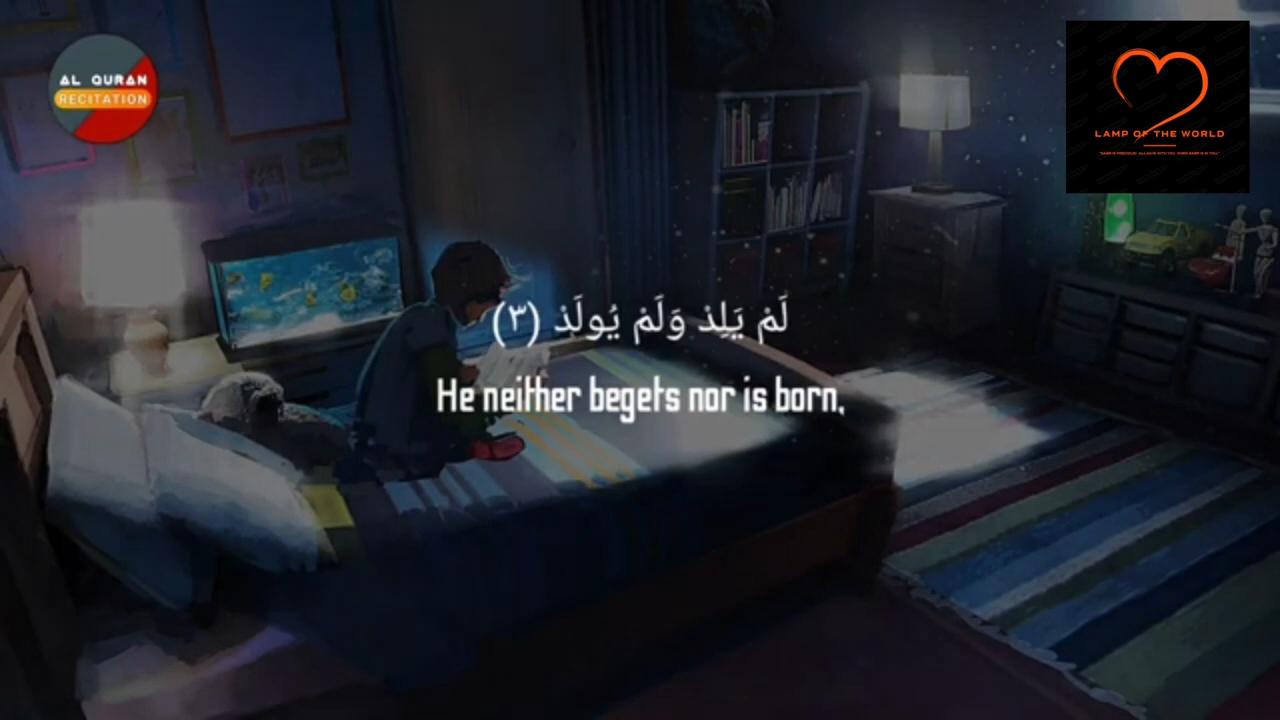 AL QURAN
RECITATION
LAMP OF THE WORLD
لَمْ يَلِدْ وَلَمْ يُولَدْ (٣)
He neither begets nor is born,